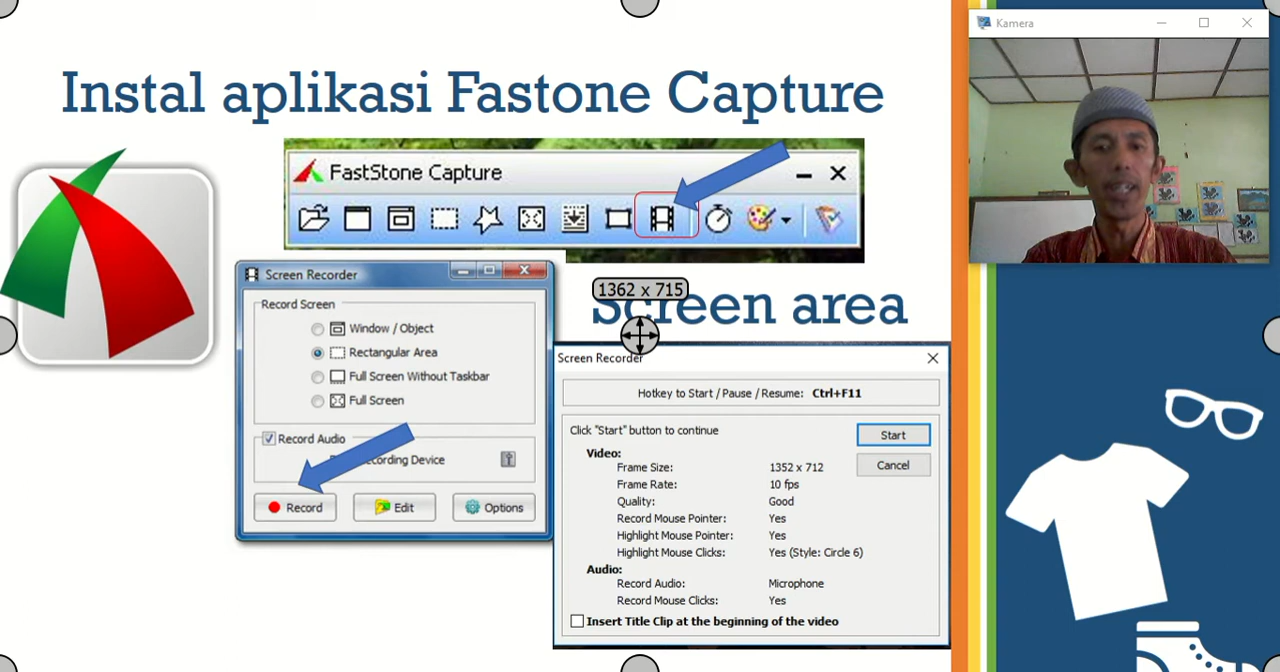 Kamera
Instal aplikasi Fastone Capture
FastStone Capture
Screen Recorder
Record Screen
Window / Object
Rectangular Area
Full Screen Without Taskbar
Full Screen
Record Audio
cording Device
Record
Edit
Options
1362 x 715
Screen area
Screen Recorder
Hotkey to Start / Pause / Resume: Ctrl+F11
Click "Start" button to continue
Start
Cancel
Video:
Frame Size: 1352 x 712
Frame Rate: 10 fps
Quality: Good
Record Mouse Pointer: Yes
Highlight Mouse Pointer: Yes
Highlight Mouse Clicks: Yes (Style: Circle 6)
Audio:
Record Audio: Microphone
Record Mouse Clicks: Yes
Insert Title Clip at the beginning of the video